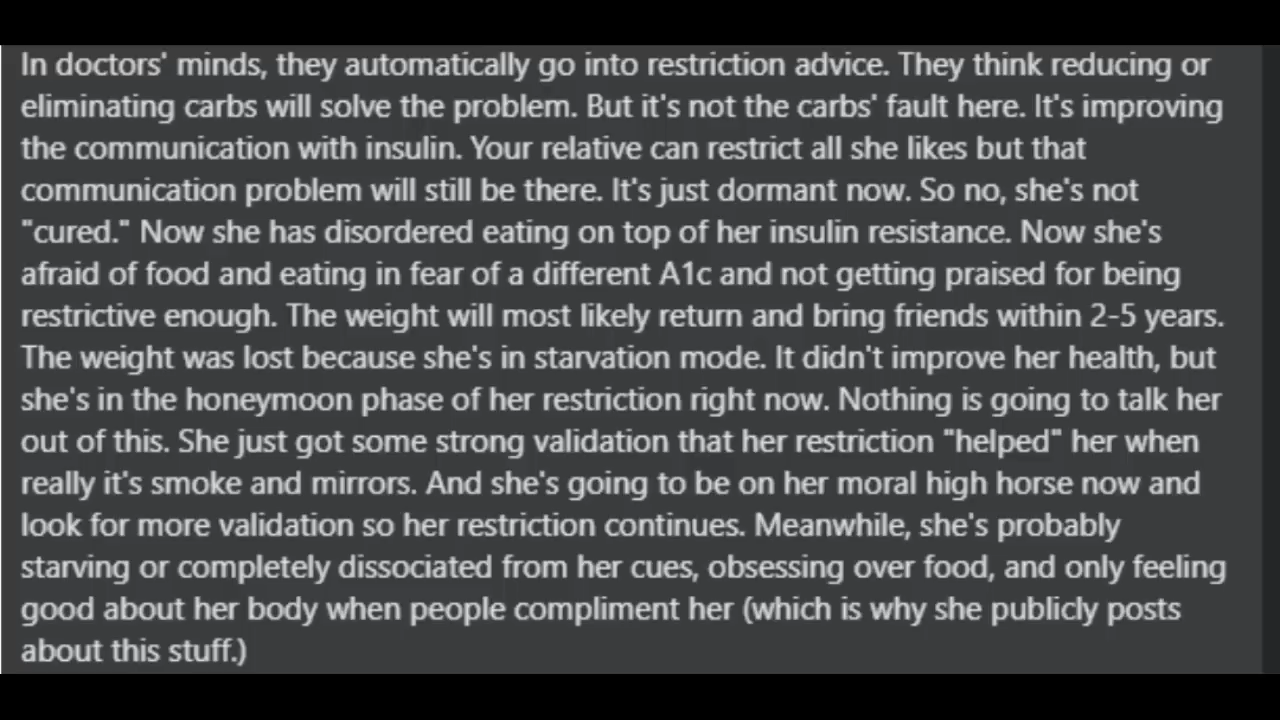 In doctors' minds, they automatically go into restriction advice. They think reducing or
eliminating carbs will solve the problem. But it's not the carbs' fault here. It's improving
the communication with insulin. Your relative can restrict all she likes but that
communication problem will still be there. It's just dormant now. So no, she's not
"cured." Now she has disordered eating on top of her insulin resistance. Now she's
afraid of food and eating in fear of a different A1c and not getting praised for being
restrictive enough. The weight will most likely return and bring friends within 2-5 years.
The weight was lost because she's in starvation mode. It didn't improve her health, but
she's in the honeymoon phase of her restriction right now. Nothing is going to talk her
out of this. She just got some strong validation that her restriction "helped" her when
really it's smoke and mirrors. And she's going to be on her moral high horse now and
look for more validation so her restriction continues. Meanwhile, she's probably
starving or completely dissociated from her cues, obsessing over food, and only feeling
good about her body when people compliment her (which is why she publicly posts
about this stuff.)